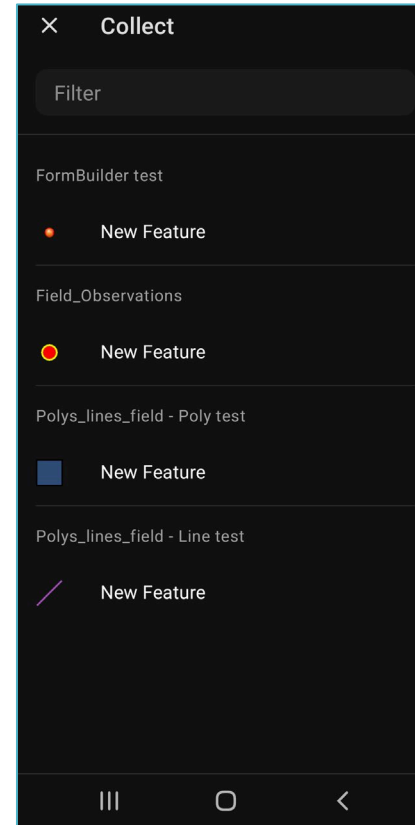 Collect
Filter
FormBuilder test
New Feature
Field_Observations
New Feature
Polys_lines_field - Poly test
New Feature
Polys_lines_field - Line test
New Feature